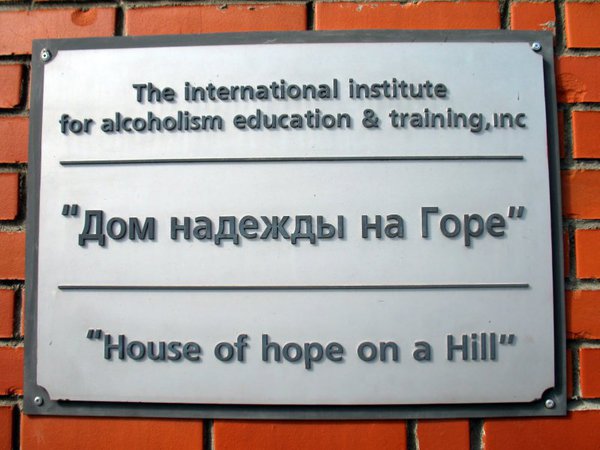 The international institute
for alcoholism education & training,inc
"Дом надежды на Горе"
"House of hope on a Hill"